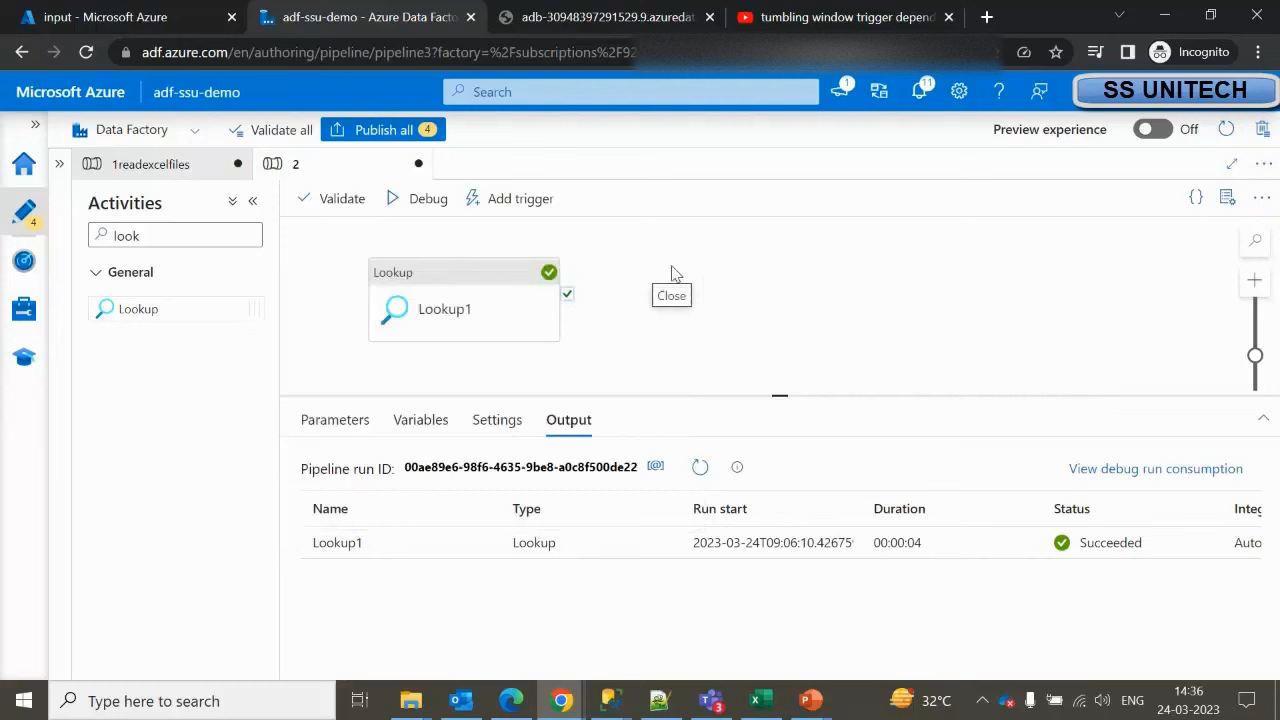 input - Microsoft Azure
adf-ssu-demo - Azure Data Facto
adb-30948397291529.9.azuredat
tumbling window trigger depend
adf.azure.com/en/authoring/pipeline/pipeline3?factory=%2Fsubscriptions%2F92
Incognito
Microsoft Azure
adf-ssu-demo
Search
1
11
SS UNITECH
Data Factory
Validate all
Publish all
4
Preview experience
Off
1readexcelfiles
2
Activities
Validate
Debug
Add trigger
4
look
General
Lookup
Lookup
Lookup1
Close
Parameters
Variables
Settings
Output
Pipeline run ID:
00ae89e6-98f6-4635-9be8-a0c8f500de22
[@]
View debug run consumption
Name
Type
Run start
Duration
Status
Integ
Lookup1
Lookup
2023-03-24T09:06:10.42675
00:00:04
Succeeded
Auto
Type here to search
3
32°C
ENG
14:36
24-03-2023